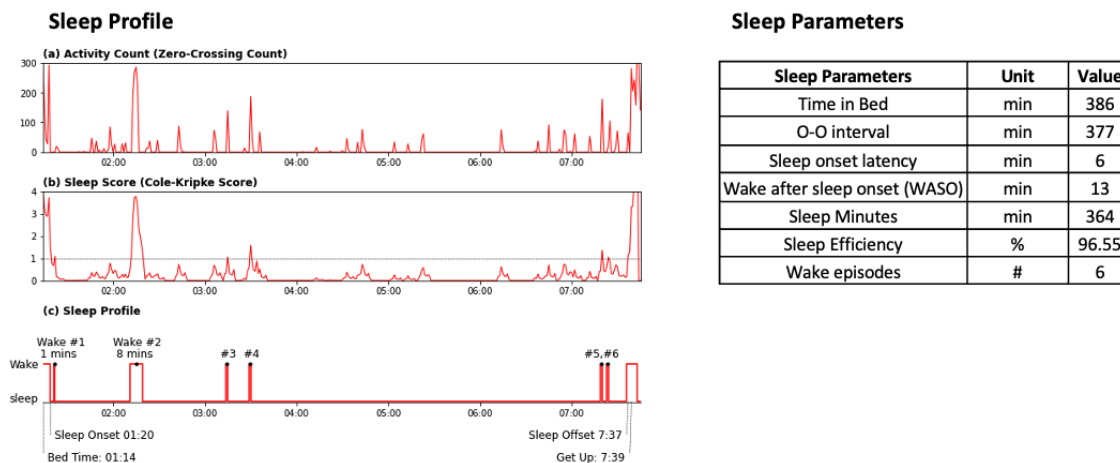 Sleep Profile
(a) Activity Count (Zero-Crossing Count)
300
200
100
0
02:00 03:00 04:00 05:00 06:00 07:00
(b) Sleep Score (Cole-Kripke Score)
4
3
2
1
0
02:00 03:00 04:00 05:00 06:00 07:00
(c) Sleep Profile
Wake #1 Wake #2
1 mins 8 mins #3 #4 #5,#6
Wake
sleep
02:00 03:00 04:00 05:00 06:00 07:00
Sleep Onset 01:20 Sleep Offset 7:37
Bed Time: 01:14 Get Up: 7:39
Sleep Parameters
Sleep Parameters Unit Value
Time in Bed min 386
O-O interval min 377
Sleep onset latency min 6
Wake after sleep onset (WASO) min 13
Sleep Minutes min 364
Sleep Efficiency % 96.55
Wake episodes # 6